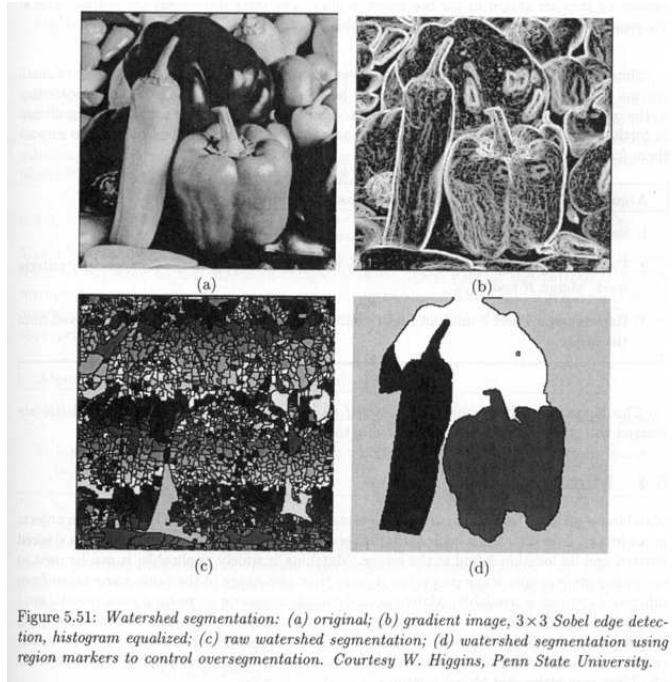 (a)
(b)
(c)
(d)
Figure 5.51: Watershed segmentation: (a) original; (b) gradient image, 3×3 Sobel edge detec-
tion, histogram equalized; (c) raw watershed segmentation; (d) watershed segmentation using
region markers to control oversegmentation. Courtesy W. Higgins, Penn State University.